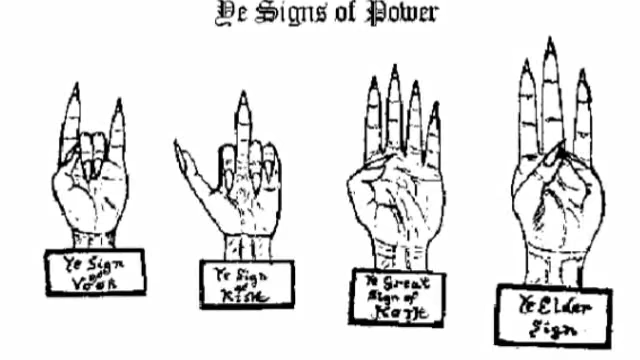 Ye Signs of Power
Ye Sign
of
Voor
Ye Sign
of
Kish
Ye Great
Sign of
Koth
Ye Elder
Sign